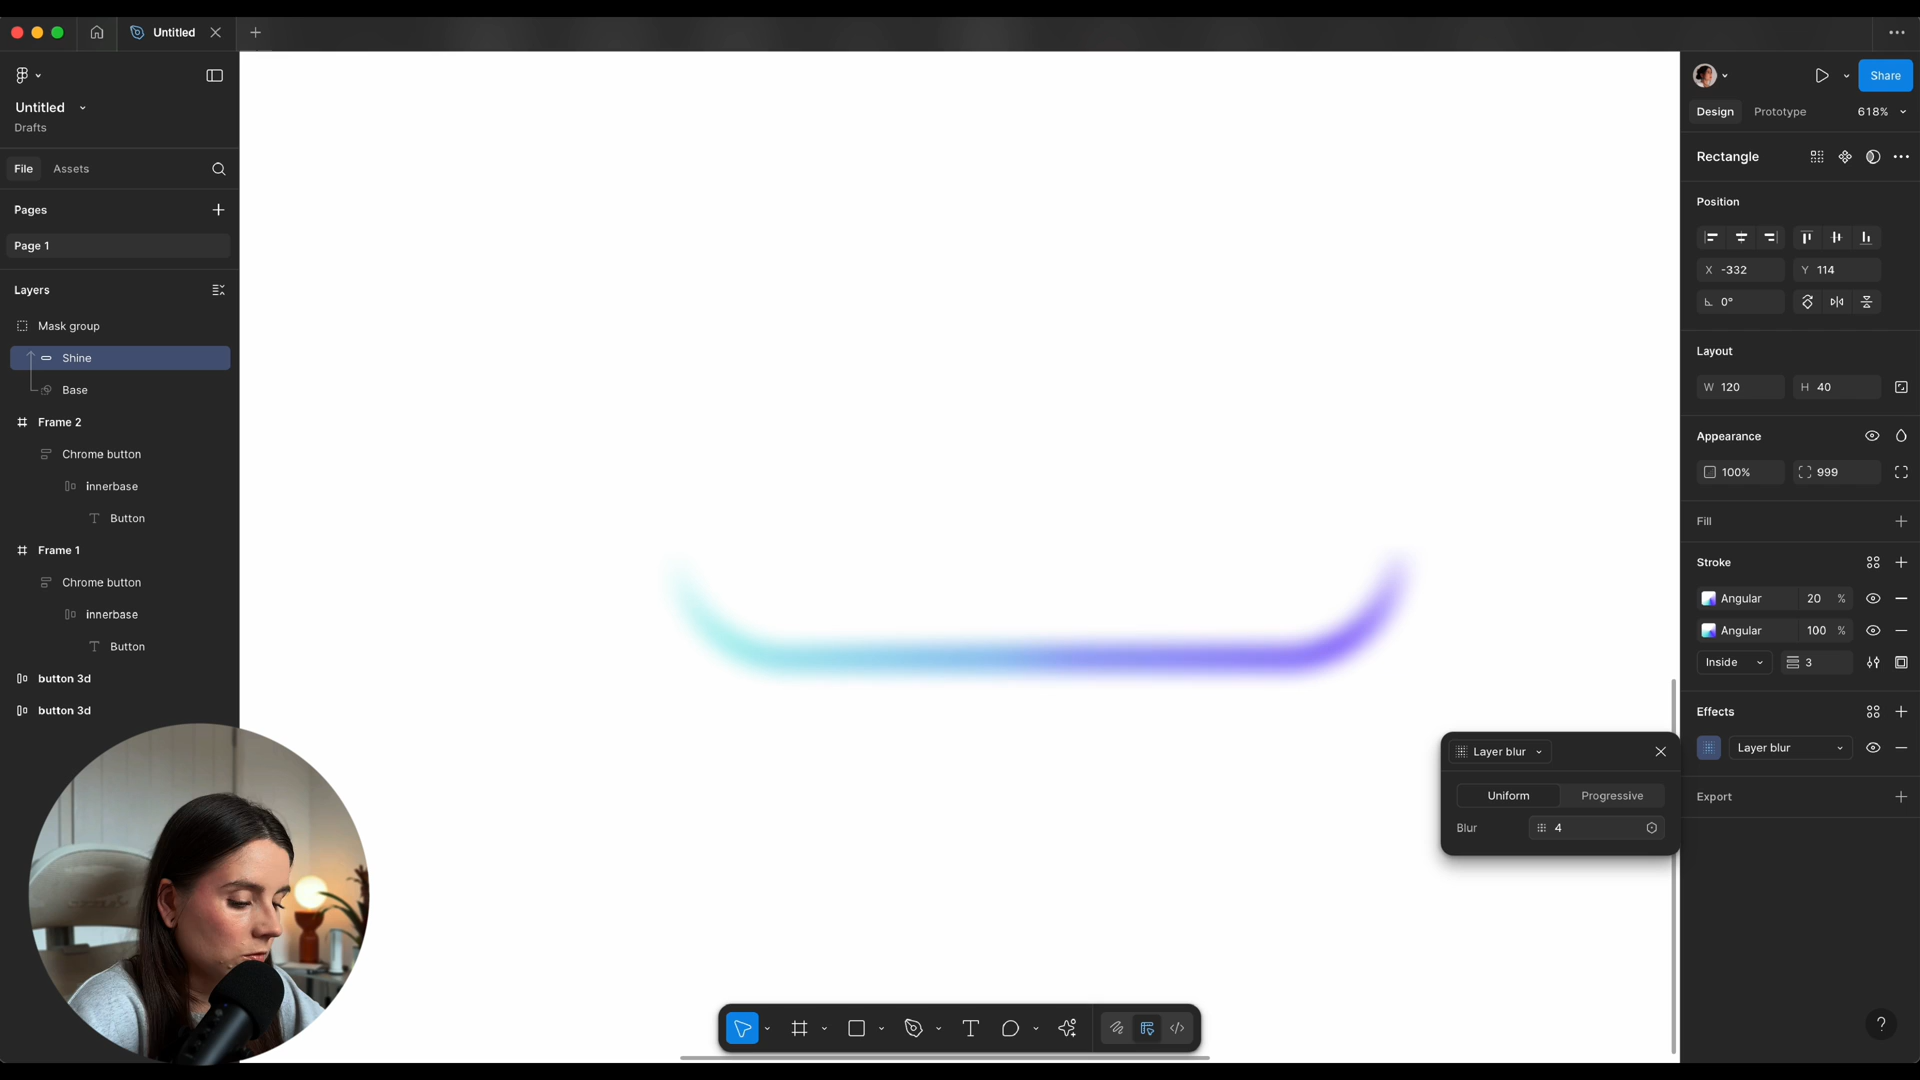 Untitled
Untitled
Drafts
File
Assets
Pages
Page 1
Layers
Mask group
Shine
Base
Frame 2
Chrome button
innerbase
Button
Frame 1
Chrome button
innerbase
Button
button 3d
button 3d
Share
Design
Prototype
618%
Rectangle
Position
X -332
Y 114
0°
Layout
W 120
H 40
Appearance
100%
999
Fill
Stroke
Angular 20 %
Angular 100 %
Inside
3
Effects
Layer blur
Export
Layer blur
Uniform
Progressive
Blur
4
T
?